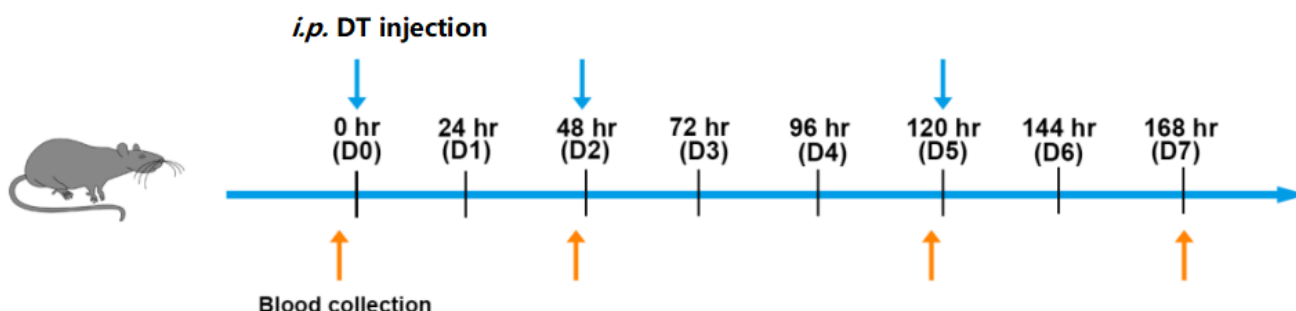 i.p. DT injection
0 hr 24 hr 48 hr 72 hr 96 hr 120 hr 144 hr 168 hr
(D0) (D1) (D2) (D3) (D4) (D5) (D6) (D7)
Blood collection